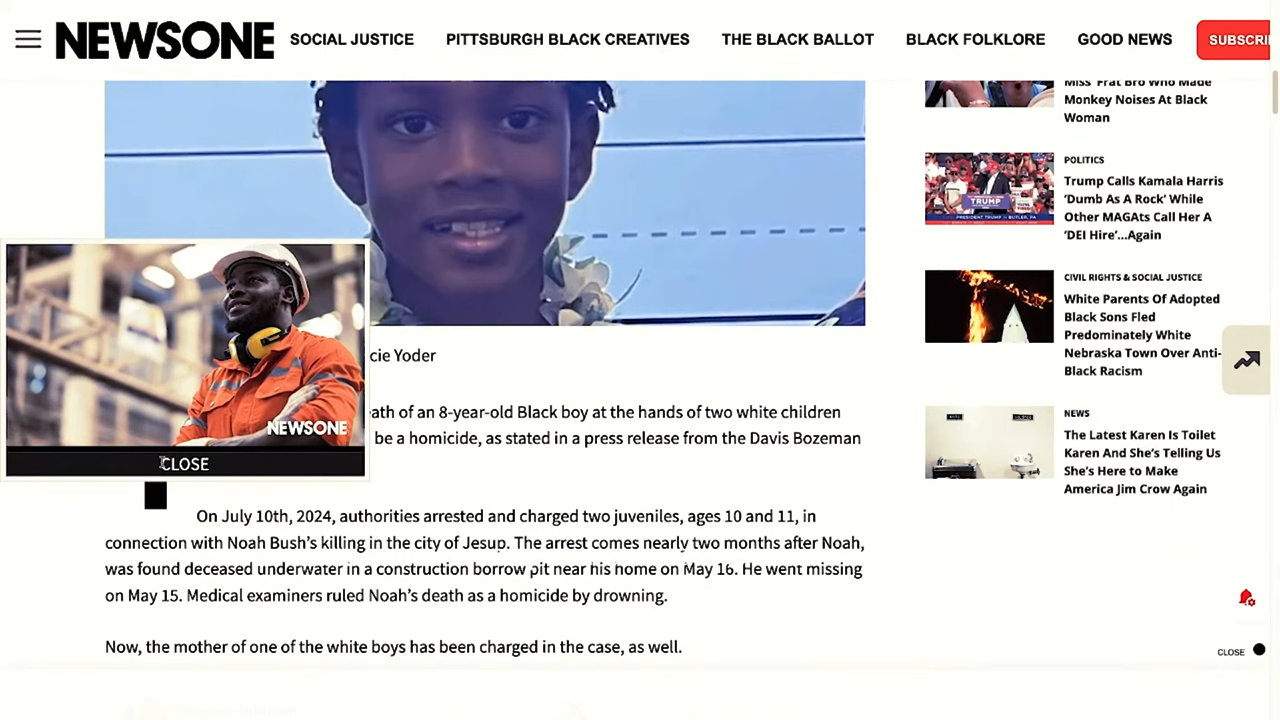 NEWSONE
SOCIAL JUSTICE
PITTSBURGH BLACK CREATIVES
THE BLACK BALLOT
BLACK FOLKLORE
GOOD NEWS
SUBSCRI
cie Yoder
eath of an 8-year-old Black boy at the hands of two white children
be a homicide, as stated in a press release from the Davis Bozeman
NEWSONE
CLOSE
On July 10th, 2024, authorities arrested and charged two juveniles, ages 10 and 11, in
connection with Noah Bush’s killing in the city of Jesup. The arrest comes nearly two months after Noah,
was found deceased underwater in a construction borrow pit near his home on May 16. He went missing
on May 15. Medical examiners ruled Noah’s death as a homicide by drowning.
Now, the mother of one of the white boys has been charged in the case, as well.
Miss ‘Frat Bro Who Made
Monkey Noises At Black
Woman
POLITICS
Trump Calls Kamala Harris
‘Dumb As A Rock’ While
Other MAGAts Call Her A
‘DEI Hire’...Again
TRUMP
CIVIL RIGHTS & SOCIAL JUSTICE
White Parents Of Adopted
Black Sons Fled
Predominately White
Nebraska Town Over Anti-
Black Racism
NEWS
The Latest Karen Is Toilet
Karen And She’s Telling Us
She’s Here to Make
America Jim Crow Again
CLOSE